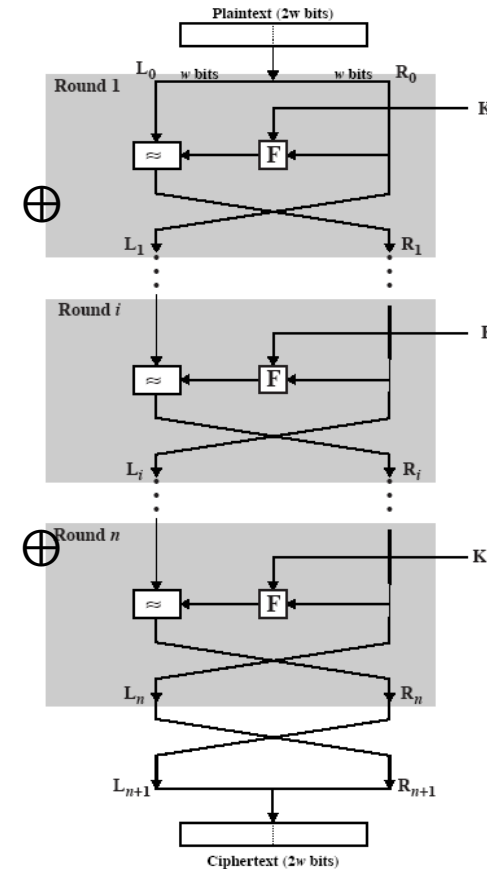 Plaintext (2w bits)
L0 w bits w bits R0
Round 1
K
F
≈
L1 R1
Round i
F
≈
Li Ri
Round n
K
F
≈
Ln Rn
Ln+1 Rn+1
Ciphertext (2w bits)